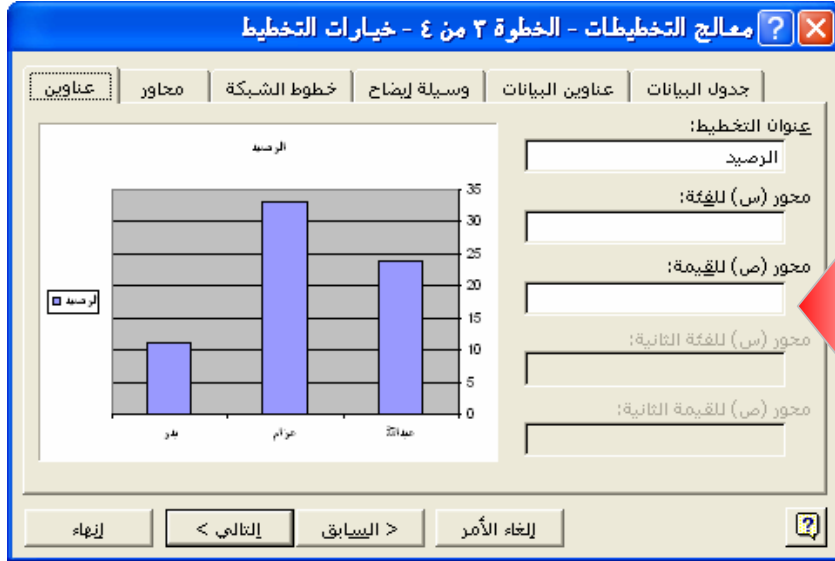 معالج التخطيطات - الخطوة ٣ من ٤ - خيارات التخطيط
عناوين
محاور
خطوط الشبكة
وسيلة إيضاح
عناوين البيانات
جدول البيانات
عنوان التخطيط:
الرصيد
محور (س) للفئة:
محور (ص) للقيمة:
محور (س) للفئة الثانية:
محور (ص) للقيمة الثانية:
الرصيد
35
30
25
20
15
10
5
0
عبدالله
عزام
بدر
الرصيد
إلغاء الأمر
< السابق
التالي >
إنهاء